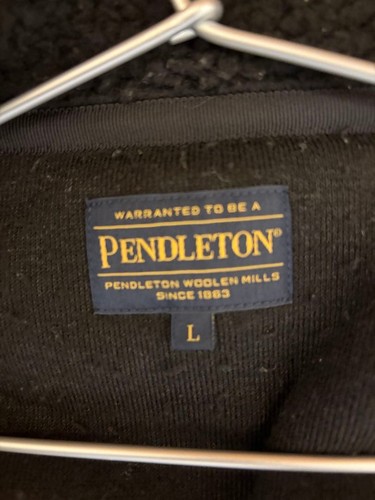 WARRANTED TO BE A
PENDLETON®
PENDLETON WOOLEN MILLS
SINCE 1863
L